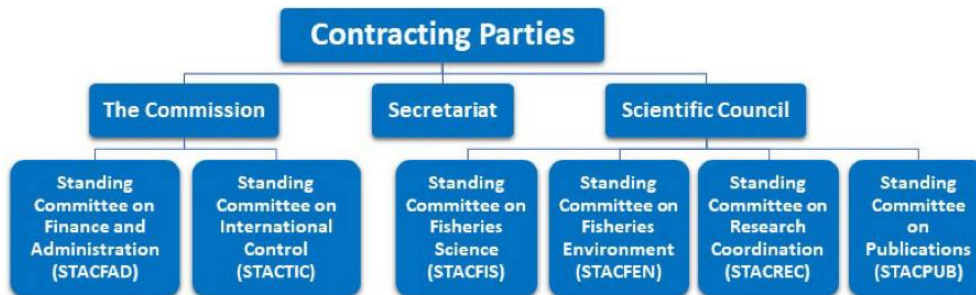 Contracting Parties
The Commission
Secretariat
Scientific Council
Standing
Committee on
Finance and
Administration
(STACFAD)
Standing
Committee on
International
Control
(STACTIC)
Standing
Committee on
Fisheries
Science
(STACFIS)
Standing
Committee on
Fisheries
Environment
(STACFEN)
Standing
Committee on
Research
Coordination
(STACREC)
Standing
Committee
on
Publications
(STACPUB)